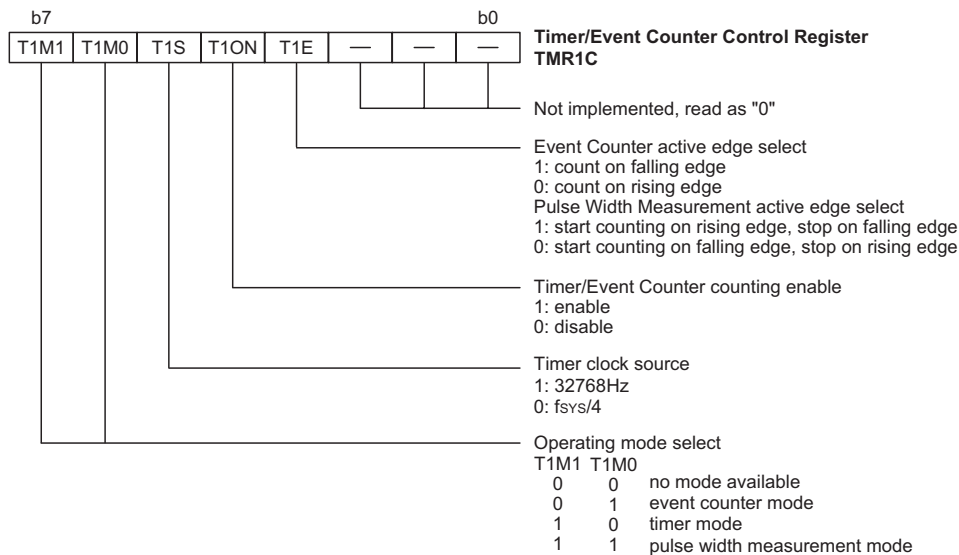 b7 b0
T1M1 T1M0 T1S T1ON T1E — — —
Timer/Event Counter Control Register
TMR1C
Not implemented, read as "0"
Event Counter active edge select
1: count on falling edge
0: count on rising edge
Pulse Width Measurement active edge select
1: start counting on rising edge, stop on falling edge
0: start counting on falling edge, stop on rising edge
Timer/Event Counter counting enable
1: enable
0: disable
Timer clock source
1: 32768Hz
0: fSYS/4
Operating mode select
T1M1 T1M0
0 0 no mode available
0 1 event counter mode
1 0 timer mode
1 1 pulse width measurement mode